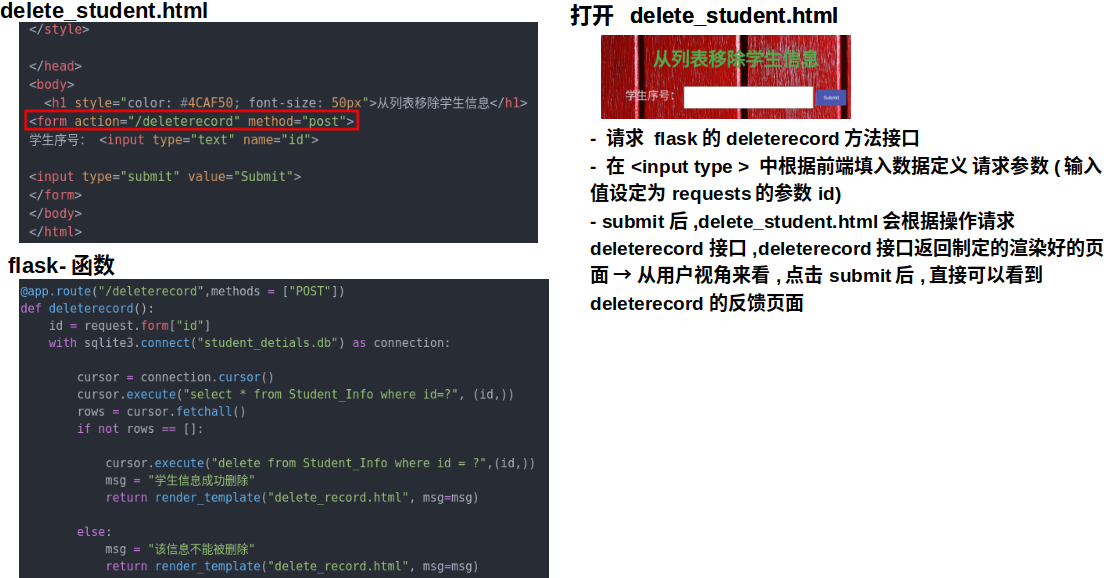 delete_student.html
</style>
</head>
<body>
<h1 style="color: #4CAF50; font-size: 50px">从列表移除学生信息</h1>
<form action="/deleterecord" method="post">
学生序号： <input type="text" name="id">
<input type="submit" value="Submit">
</form>
</body>
</html>
flask- 函数
@app.route("/deleterecord",methods = ["POST"])
def deleterecord():
id = request.form["id"]
with sqlite3.connect("student_detials.db") as connection:
cursor = connection.cursor()
cursor.execute("select * from Student_Info where id=?", (id,))
rows = cursor.fetchall()
if not rows == []:
cursor.execute("delete from Student_Info where id = ?",(id,))
msg = "学生信息成功删除"
return render_template("delete_record.html", msg=msg)
else:
msg = "该信息不能被删除"
return render_template("delete_record.html", msg=msg)
打开 delete_student.html
从列表移除学生信息
学生序号： Submit
- 请求 flask 的 deleterecord 方法接口
- 在 <input type > 中根据前端填入数据定义 请求参数 ( 输入
值设定为 requests 的参数 id)
- submit 后 ,delete_student.html 会根据操作请求
deleterecord 接口 ,deleterecord 接口返回制定的渲染好的页
面 → 从用户视角来看 , 点击 submit 后 , 直接可以看到
deleterecord 的反馈页面